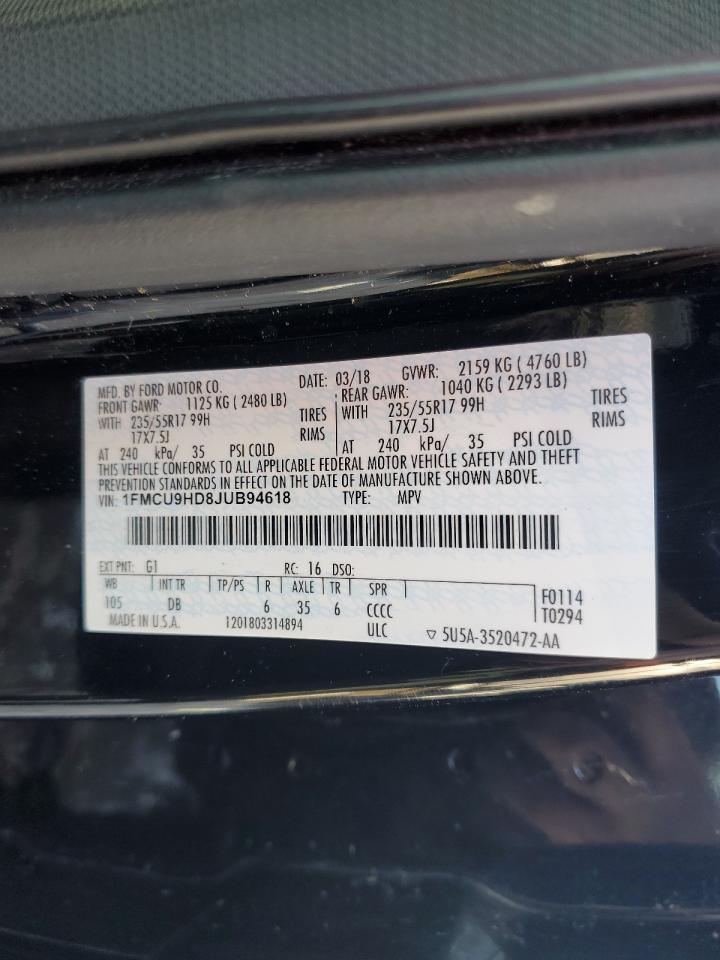 MFD. BY FORD MOTOR CO. DATE: 03/18 GVWR: 2159 KG ( 4760 LB)
FRONT GAWR: 1125 KG ( 2480 LB) REAR GAWR: 1040 KG ( 2293 LB)
WITH 235/55R17 99H TIRES WITH 235/55R17 99H TIRES
17X7.5J RIMS 17X7.5J RIMS
AT 240 kPa/ 35 PSI COLD AT 240 kPa/ 35 PSI COLD
THIS VEHICLE CONFORMS TO ALL APPLICABLE FEDERAL MOTOR VEHICLE SAFETY AND THEFT
PREVENTION STANDARDS IN EFFECT ON THE DATE OF MANUFACTURE SHOWN ABOVE.
VIN: 1FMCU9HD8JUB94618 TYPE: MPV
EXT PNT: G1 RC: 16 DSO:
WB INT TR TP/PS R AXLE TR SPR
105 DB 6 35 6 CCCC
F0114
T0294
MADE IN U.S.A. 1201803314894 ULC 5U5A-3520472-AA